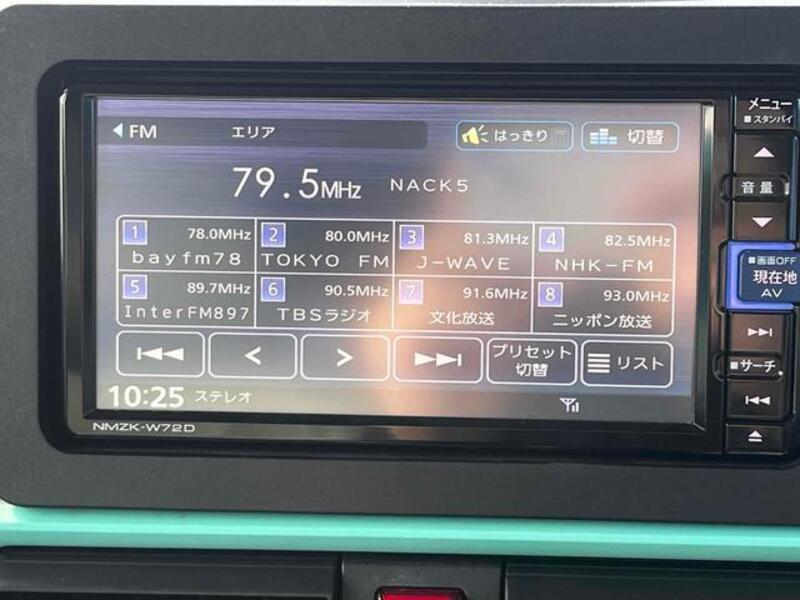 FM エリア はっきり 切替
79.5MHz NACK5
1 78.0MHz 2 80.0MHz 3 81.3MHz 4 82.5MHz
bayfm78 TOKYO FM J-WAVE NHK-FM
5 89.7MHz 6 90.5MHz 7 91.6MHz 8 93.0MHz
InterFM897 TBSラジオ 文化放送 ニッポン放送
プリセット
切替
リスト
10:25 ステレオ
NMZK-W72D
メニュー
スタンバイ
音量
画面OFF
現在地
AV
サーチ